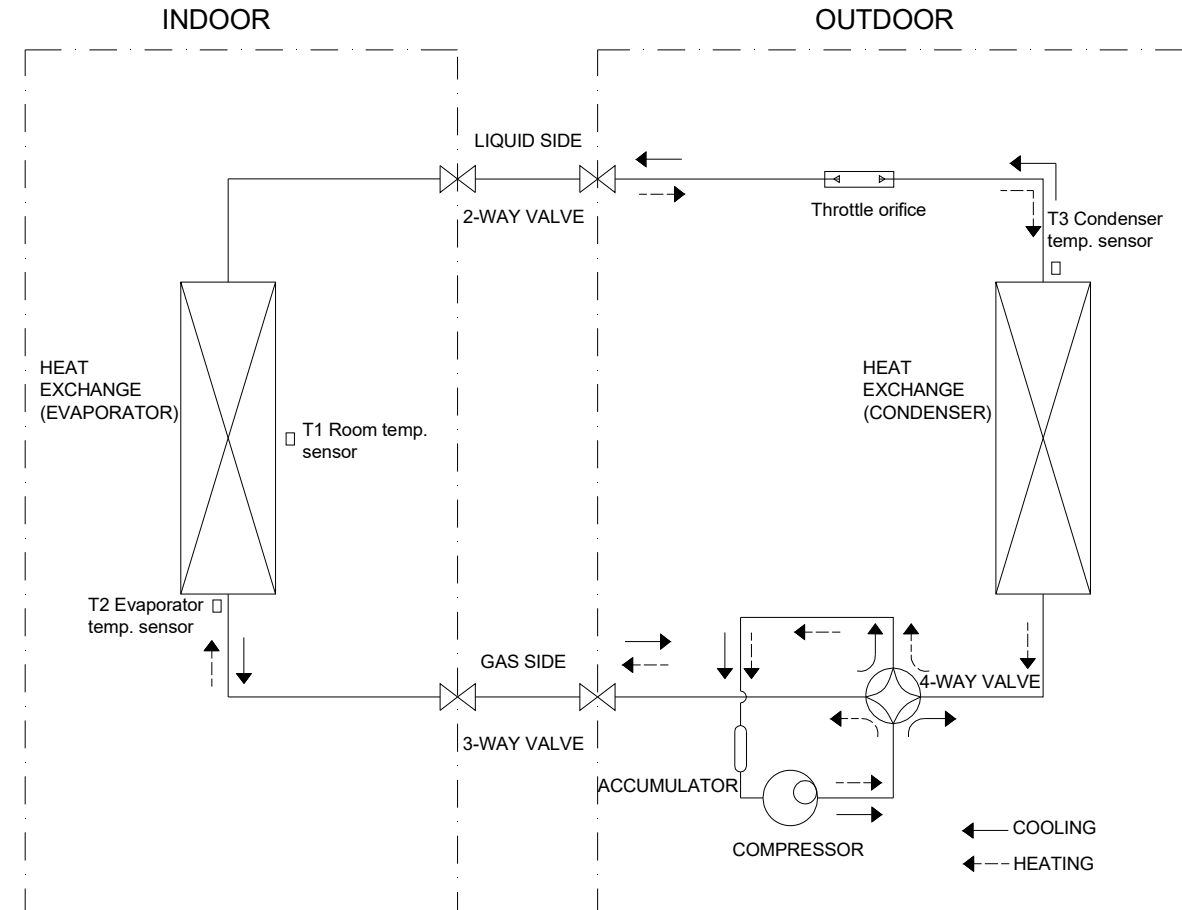 INDOOR
OUTDOOR
LIQUID SIDE
2-WAY VALVE
Throttle orifice
T3 Condenser
temp. sensor
HEAT
EXCHANGE
(EVAPORATOR)
T1 Room temp.
sensor
HEAT
EXCHANGE
(CONDENSER)
T2 Evaporator
temp. sensor
GAS SIDE
3-WAY VALVE
4-WAY VALVE
ACCUMULATOR
COMPRESSOR
COOLING
HEATING